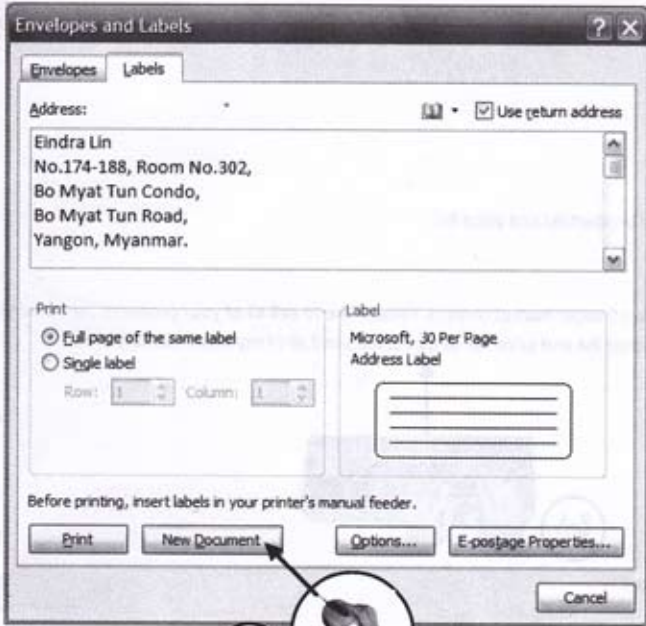 Envelopes and Labels
Envelopes Labels
Address: Use return address
Eindra Lin
No.174-188, Room No.302,
Bo Myat Tun Condo,
Bo Myat Tun Road,
Yangon, Myanmar.
Print
Full page of the same label
Single label
Row: 1 Column: 1
Label
Microsoft, 30 Per Page
Address Label
Before printing, insert labels in your printer's manual feeder.
Print New Document Options... E-postage Properties...
Cancel